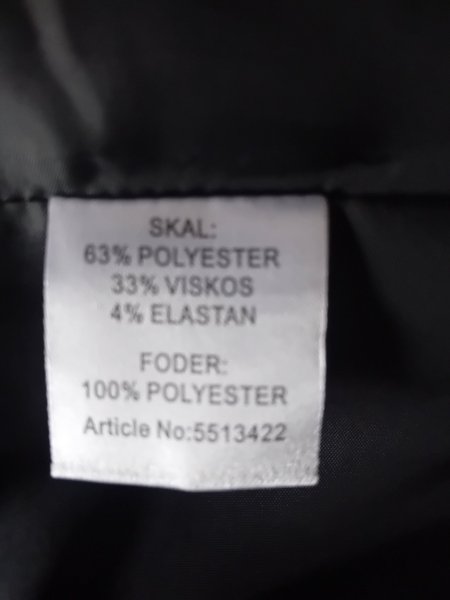 SKAL:
63% POLYESTER
33% VISKOS
4% ELASTAN
FODER:
100% POLYESTER
Article No:5513422